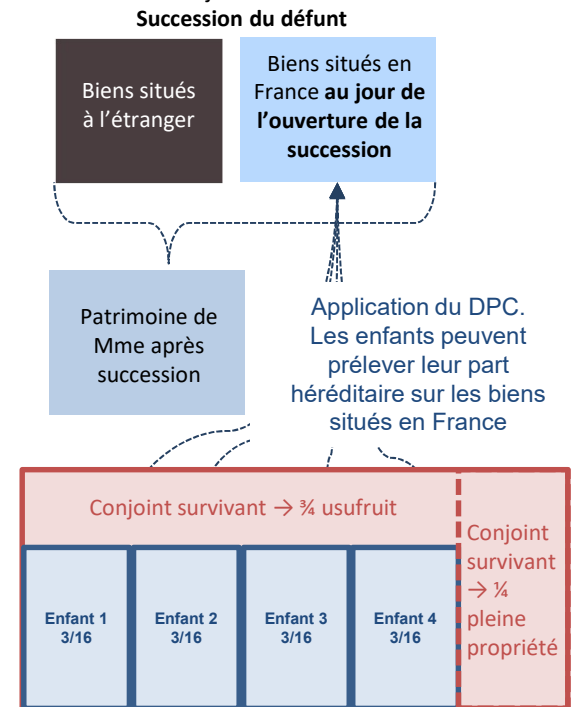 Succession du défunt
Biens situés
à l'étranger
Biens situés en
France au jour de
l'ouverture de la
succession
Patrimoine de
Mme après
succession
Application du DPC.
Les enfants peuvent
prélever leur part
héréditaire sur les biens
situés en France
Conjoint survivant → ¾ usufruit
Conjoint
survivant
→ ¼
pleine
propriété
Enfant 1
3/16
Enfant 2
3/16
Enfant 3
3/16
Enfant 4
3/16